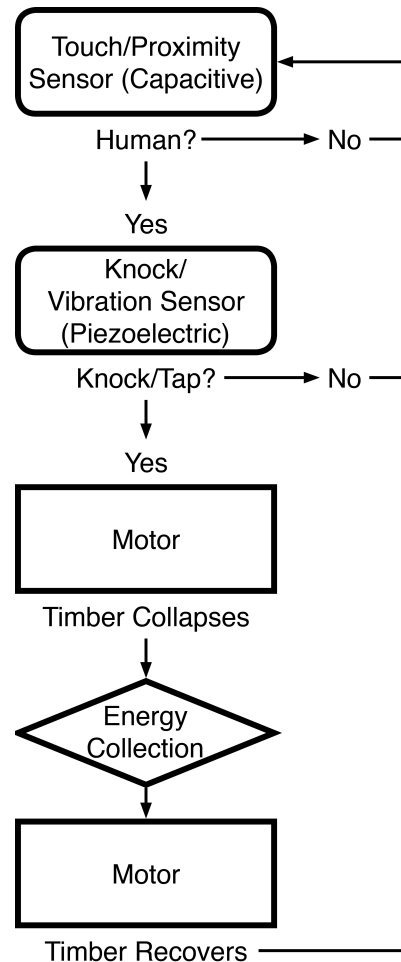 Touch/Proximity
Sensor (Capacitive)
Human?
No
Yes
Knock/
Vibration Sensor
(Piezoelectric)
Knock/Tap?
No
Yes
Motor
Timber Collapses
Energy
Collection
Motor
Timber Recovers